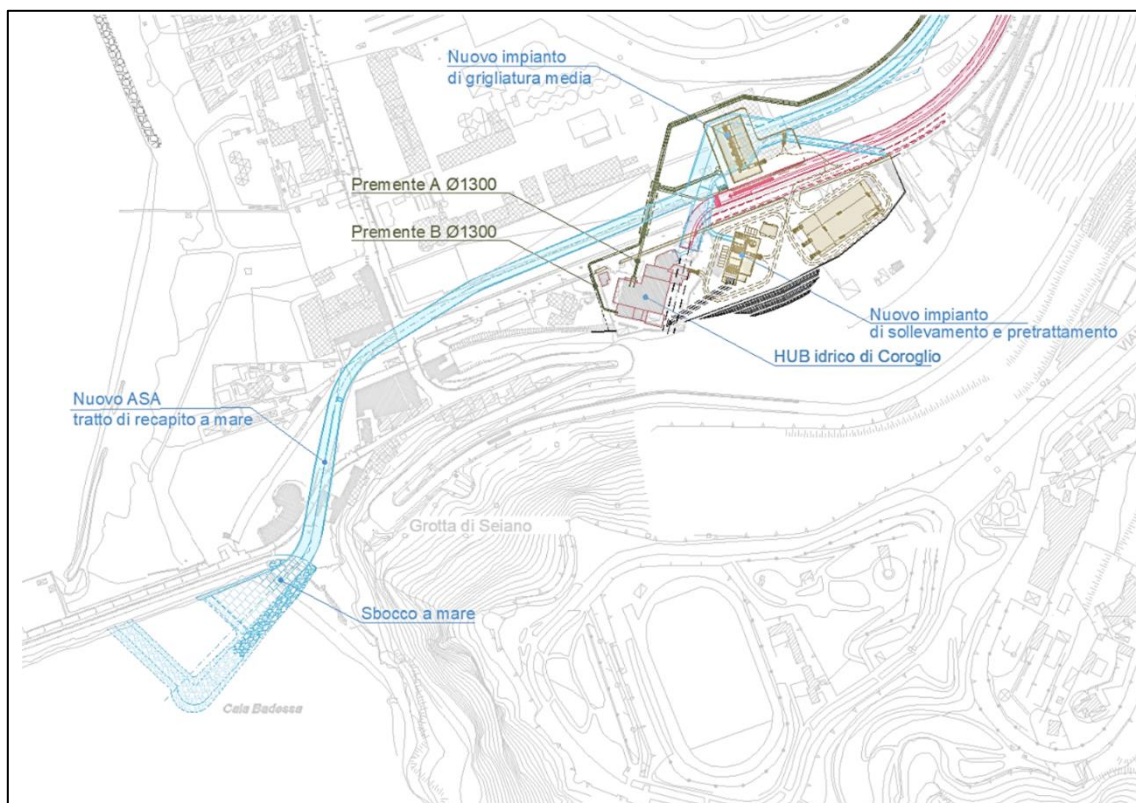 Nuovo impianto
di grigliatura media
Premente A Ø1300
Premente B Ø1300
Nuovo impianto
di sollevamento e pretrattamento
HUB idrico di Coroglio
VIA
Nuovo ASA
tratto di recapito a mare
Grotta di Seiano
Sbocco a mare
Cala Badessa